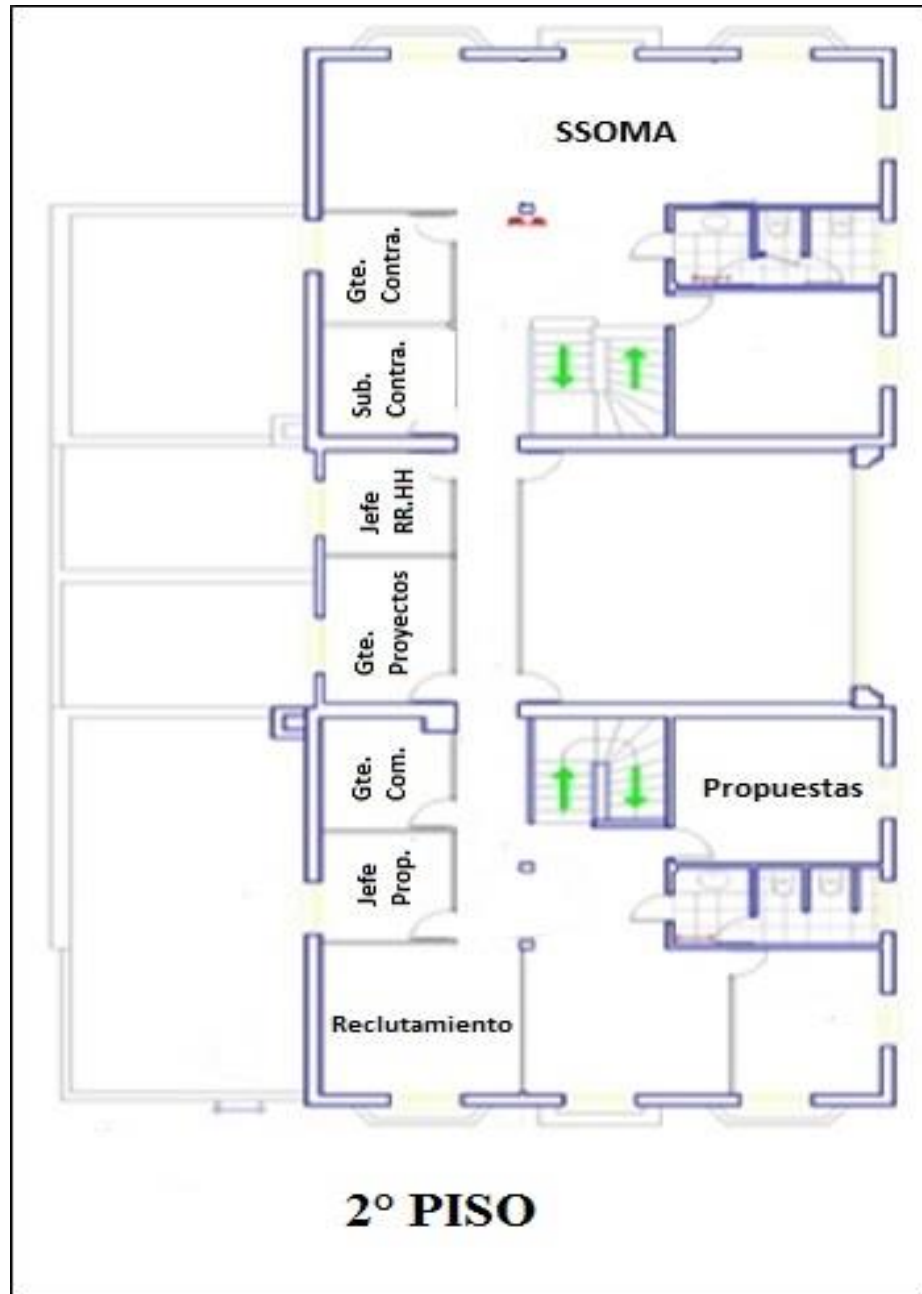 SSOMA
Gte.
Contra.
Sub.
Contra.
Jefe
RR.HH
Gte.
Proyectos
Gte.
Com.
Propuestas
Jefe
Prop.
Reclutamiento
2° PISO